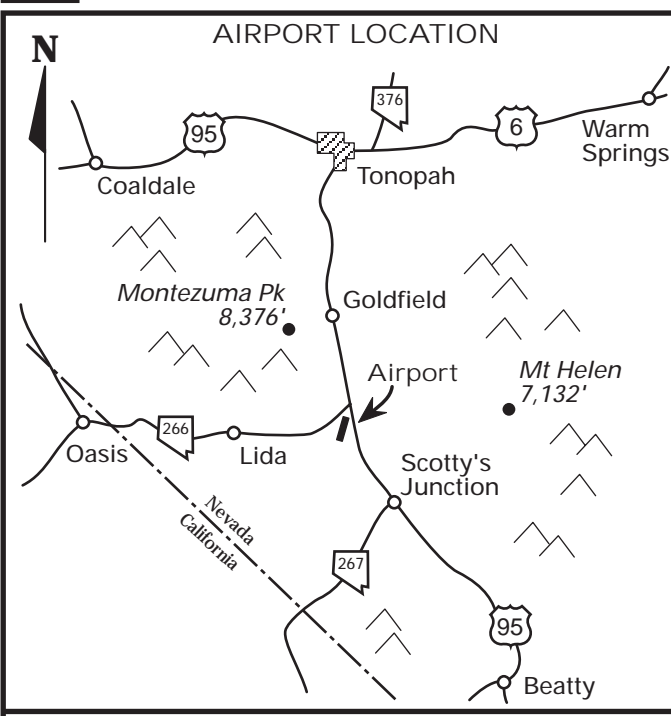 AIRPORT LOCATION
N
376
95
6
Warm
Springs
Coaldale
Tonopah
Montezuma Pk
8,376'
Goldfield
Airport
Mt Helen
7,132'
266
Oasis
Lida
Scotty's
Junction
Nevada
California
267
95
Beatty